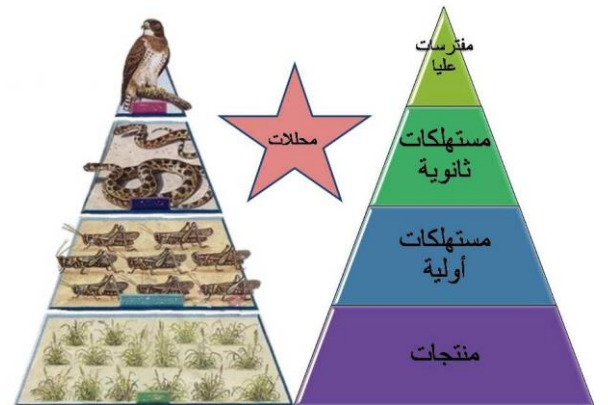 مفترسات
عليا
محللات
مستهلكات
ثانوية
مستهلكات
أولية
منتجات